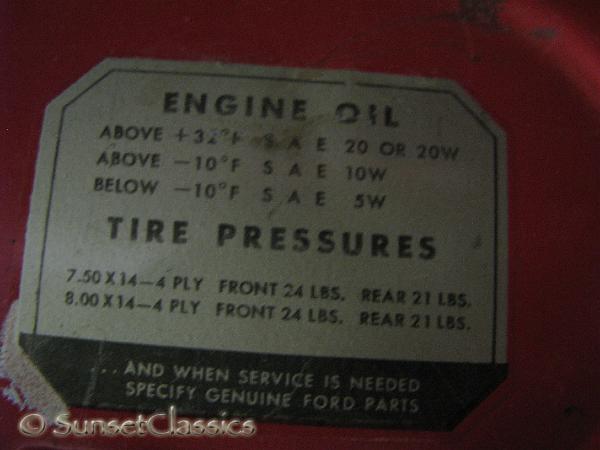 ENGINE OIL
ABOVE +32°F S A E 20 OR 20W
ABOVE -10°F S A E 10W
BELOW -10°F S A E 5W
TIRE PRESSURES
7.50 X 14-4 PLY FRONT 24 LBS. REAR 21 LBS.
8.00 X 14-4 PLY FRONT 24 LBS. REAR 21 LBS.
...AND WHEN SERVICE IS NEEDED
SPECIFY GENUINE FORD PARTS
© SunsetClassics